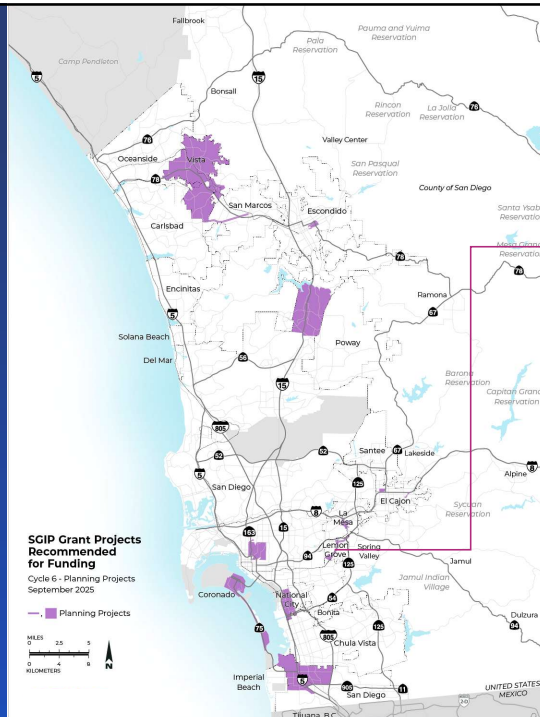 Fallbrook
Pauma and Yuima
Reservation
Pala
Reservation
Camp Pendleton
5
15
Bonsall
Rincon
Reservation
La Jolla
Reservation
76
76
Valley Center
Oceanside
Vista
San Pasqual
Reservation
78
County of San Diego
San Marcos
Escondido
Santa Ysab
Reservatio
Carlsbad
Mesa Grand
Reservatio
78
78
Encinitas
Ramona
67
5
Solana Beach
Poway
Del Mar
56
15
Barona
Reservation
Capitan Grand
Reservation
805
52
52
Santee
67
Lakeside
5
8
Alpine
San Diego
125
El Cajon
Sycuan
Reservation
8
La
Mesa
163
15
94
Lemon
Grove
Spring
Valley
125
Jamul
SGIP Grant Projects
Recommended
for Funding
Cycle 6 - Planning Projects
September 2025
Planning Projects
MILES
0 2.5 5
0 4 8
KILOMETERS
N
Jamul Indian
Village
Coronado
National
City
54
Bonita
Dulzura
94
75
805
125
Chula Vista
Imperial
Beach
5
905
San Diego
11
UNITED STATES
MEXICO
Tijuana, B.C.